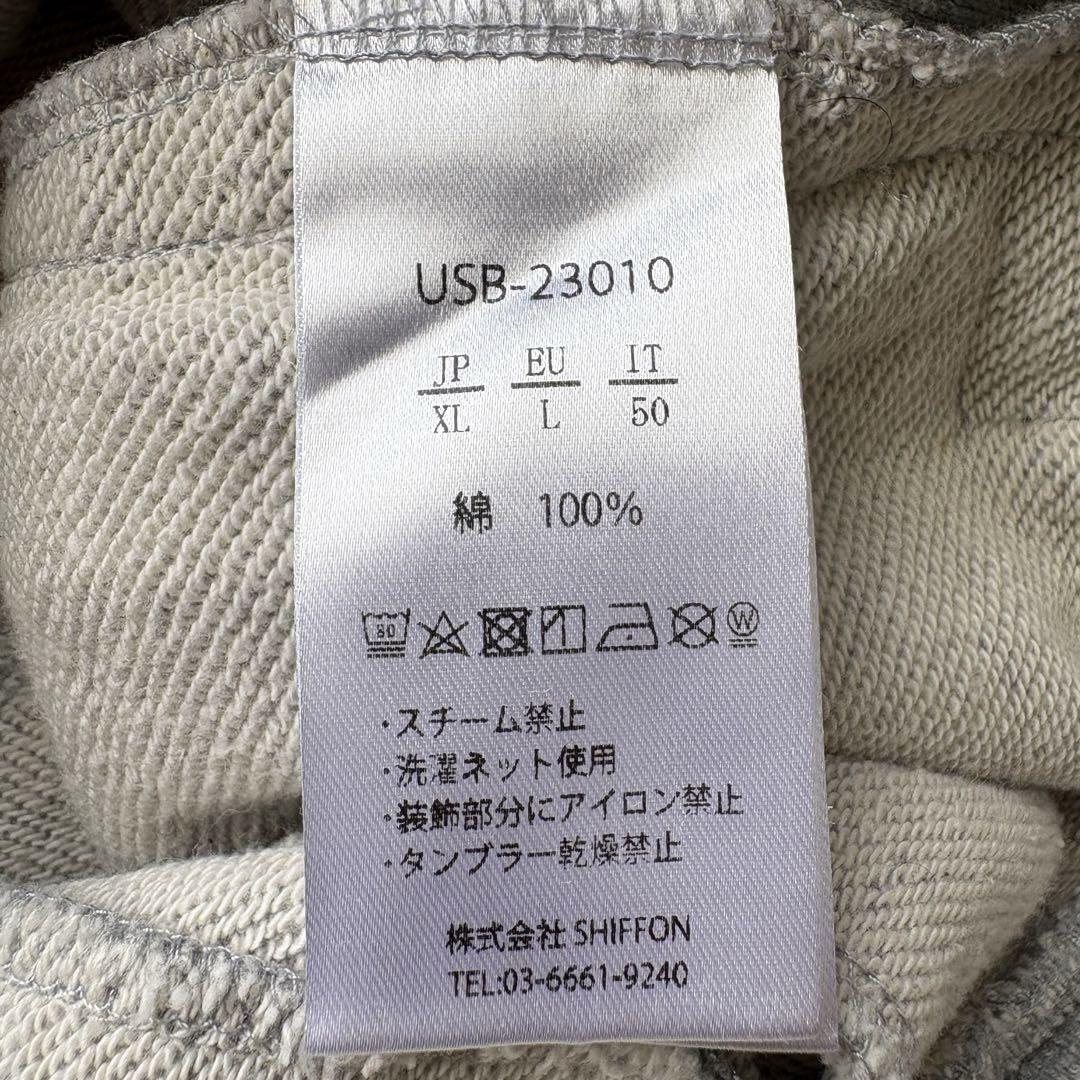 USB-23010
JP EU IT
XL L 50
綿 100%
30 W
・スチーム禁止
・洗濯ネット使用
・装飾部分にアイロン禁止
・タンブラー乾燥禁止
株式会社 SHIFFON
TEL:03-6661-9240